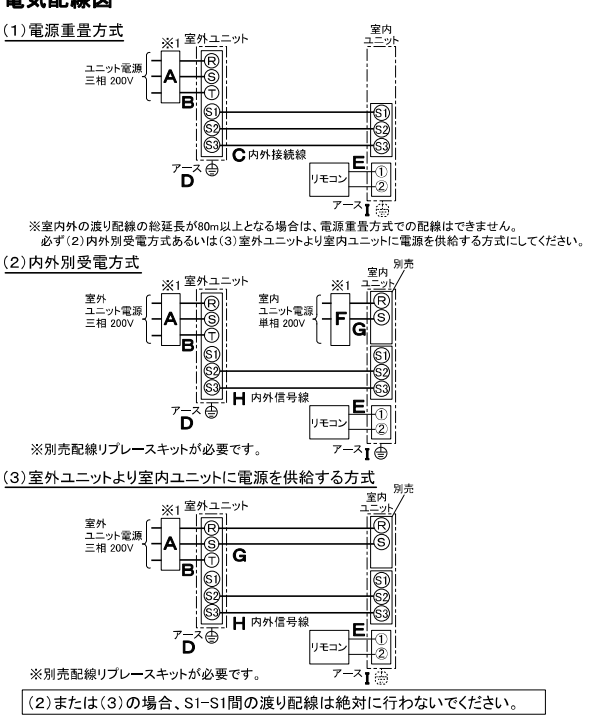 電気配線図
(1)電源重畳方式
※1 室外ユニット
室内
ユニット
ユニット電源
三相 200V
A
B
R
S
T
S1
S2
S3
S1
S2
S3
C 内外接続線
アース
D
リモコン
E
①
②
アース I
※室内外の渡り配線の総延長が80m以上となる場合は、電源重畳方式での配線はできません。
必ず(2)内外別受電方式あるいは(3)室外ユニットより室内ユニットに電源を供給する方式にしてください。
(2)内外別受電方式
※1 室外ユニット
※1
室内
ユニット
別売
室外
ユニット電源
三相 200V
A
B
R
S
T
S1
S2
S3
室内
ユニット電源
単相 200V
F
G
R
S
S1
S2
S3
H 内外信号線
アース
D
リモコン
E
①
②
アース I
※別売配線リプレースキットが必要です。
(3)室外ユニットより室内ユニットに電源を供給する方式
※1 室外ユニット
室内
ユニット
別売
室外
ユニット電源
三相 200V
A
B
R
S
T
S1
S2
S3
G
R
S
S1
S2
S3
H 内外信号線
アース
D
リモコン
E
①
②
アース I
※別売配線リプレースキットが必要です。
(2)または(3)の場合、S1-S1間の渡り配線は絶対に行わないでください。